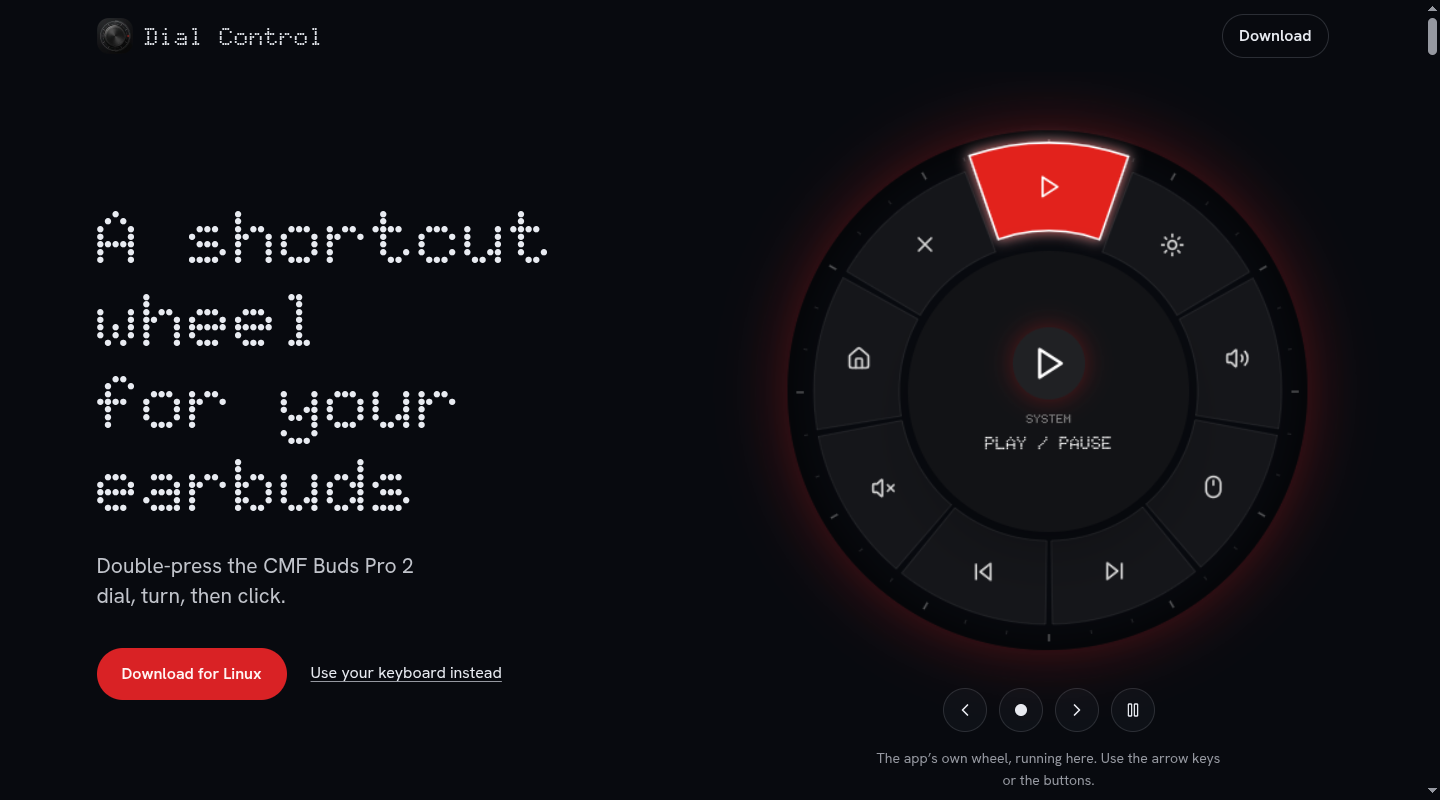 Dial Control
Download
A shortcut
wheel
for your
earbuds
Double-press the CMF Buds Pro 2
dial, turn, then click.
Download for Linux
Use your keyboard instead
SYSTEM
PLAY / PAUSE
The app’s own wheel, running here. Use the arrow keys
or the buttons.